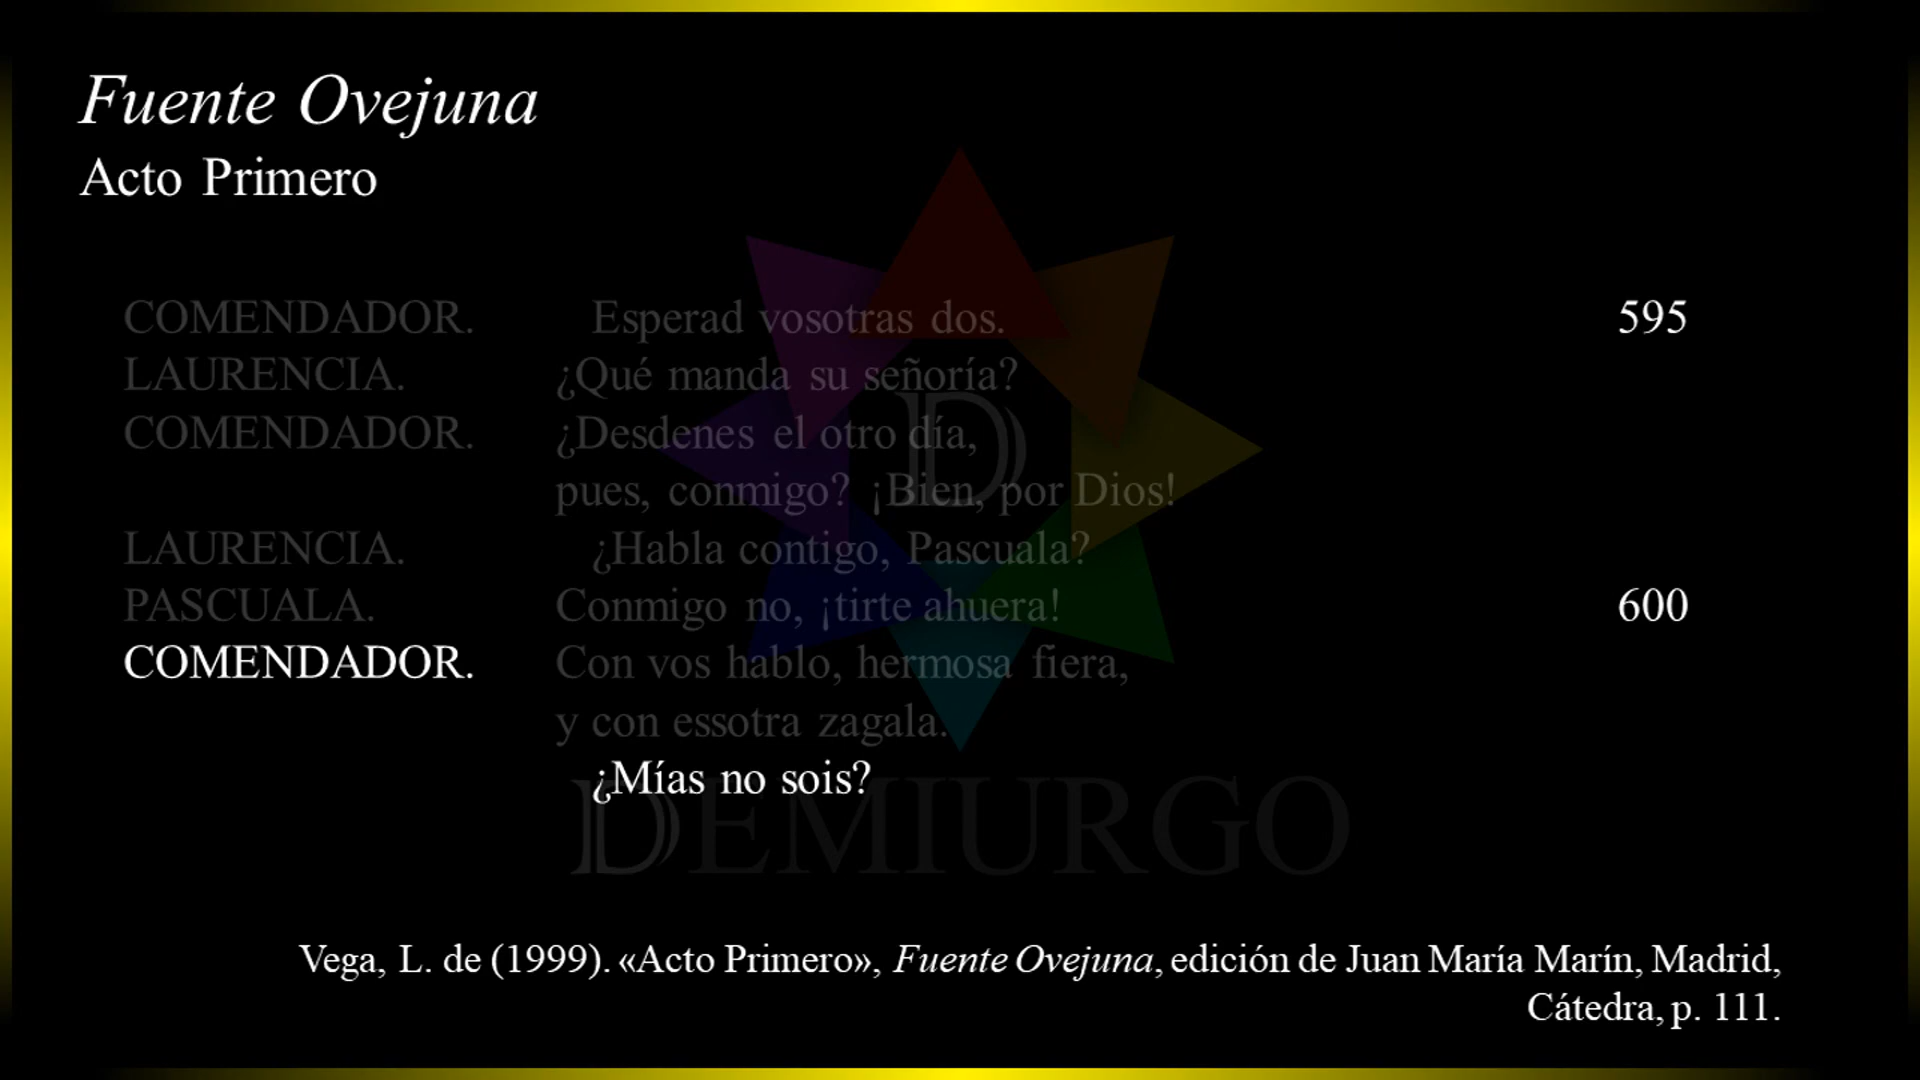 Fuente Ovejuna
Acto Primero
COMENDADOR. Esperad vosotras dos. 595
LAURENCIA. ¿Qué manda su señoría?
COMENDADOR. ¿Desdenes el otro día,
pues, conmigo? ¡Bien, por Dios!
LAURENCIA. ¿Habla contigo, Pascuala?
PASCUALA. Conmigo no, ¡tirte ahuera! 600
COMENDADOR. Con vos hablo, hermosa fiera,
y con essotra zagala.
¿Mías no sois?
D
DEMIURGO
Vega, L. de (1999). «Acto Primero», Fuente Ovejuna, edición de Juan María Marín, Madrid,
Cátedra, p. 111.